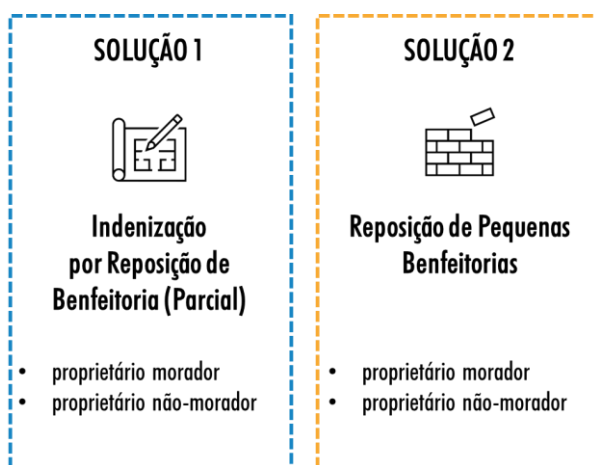 SOLUÇÃO 1
Indenização
por Reposição de
Benfeitoria (Parcial)
• proprietário morador
• proprietário não-morador
SOLUÇÃO 2
Reposição de Pequenas
Benfeitorias
• proprietário morador
• proprietário não-morador